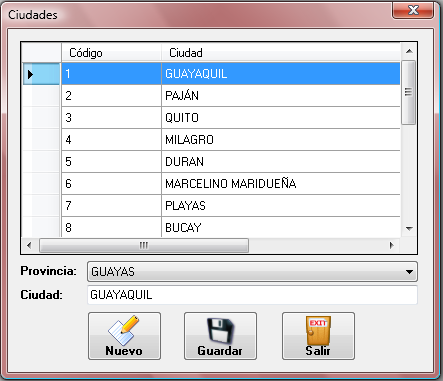 Ciudades
Código Ciudad
1 GUAYAQUIL
2 PAJÁN
3 QUITO
4 MILAGRO
5 DURAN
6 MARCELINO MARIDUEÑA
7 PLAYAS
8 BUCAY
Provincia: GUAYAS
Ciudad: GUAYAQUIL
EXIT
Nuevo Guardar Salir